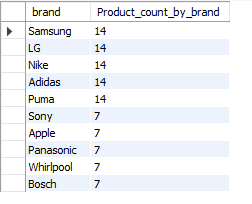 brand Product_count_by_brand
Samsung 14
LG 14
Nike 14
Adidas 14
Puma 14
Sony 7
Apple 7
Panasonic 7
Whirlpool 7
Bosch 7